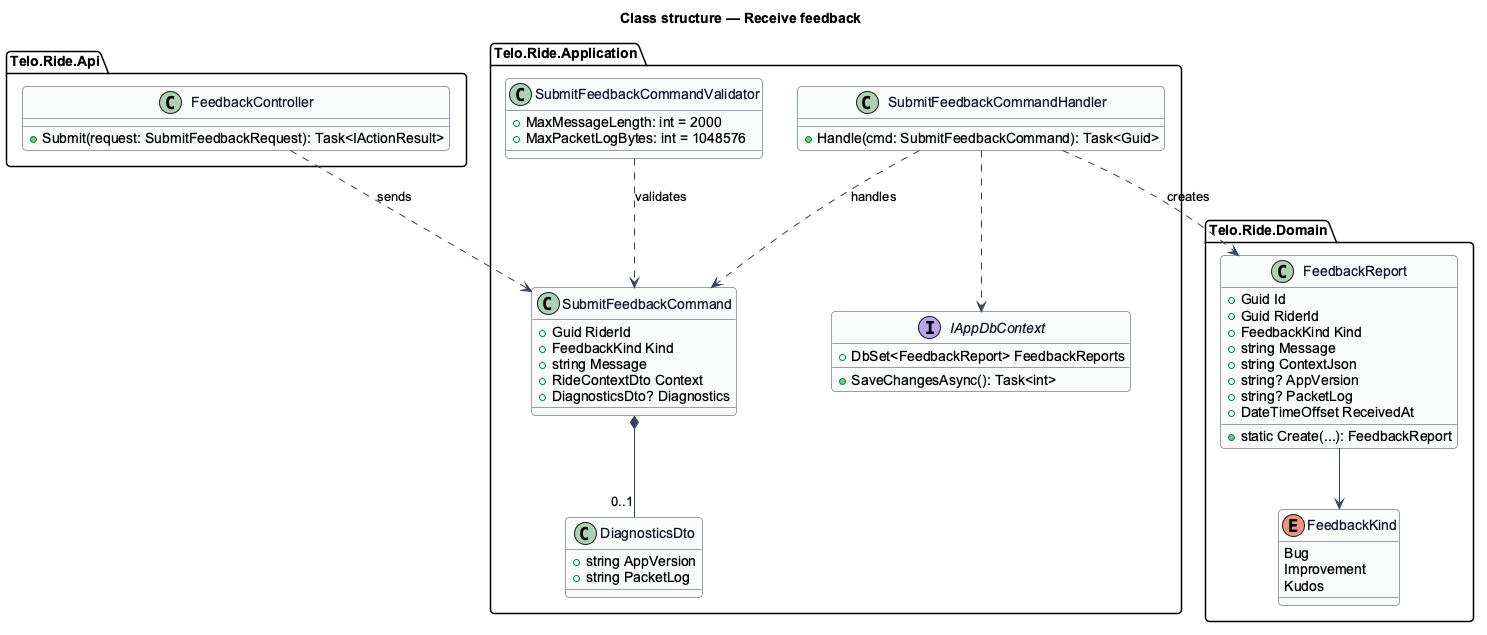 Class structure — Receive feedback
Telo.Ride.Api
C FeedbackController
Submit(request: SubmitFeedbackRequest): Task<IActionResult>
Telo.Ride.Application
C SubmitFeedbackCommandValidator
MaxMessageLength: int = 2000
MaxPacketLogBytes: int = 1048576
C SubmitFeedbackCommandHandler
Handle(cmd: SubmitFeedbackCommand): Task<Guid>
sends
validates
handles
creates
C SubmitFeedbackCommand
Guid RiderId
FeedbackKind Kind
string Message
RideContextDto Context
DiagnosticsDto? Diagnostics
I IAppDbContext
DbSet<FeedbackReport> FeedbackReports
SaveChangesAsync(): Task<int>
0..1
C DiagnosticsDto
string AppVersion
string PacketLog
Telo.Ride.Domain
C FeedbackReport
Guid Id
Guid RiderId
FeedbackKind Kind
string Message
string ContextJson
string? AppVersion
string? PacketLog
DateTimeOffset ReceivedAt
static Create(...): FeedbackReport
E FeedbackKind
Bug
Improvement
Kudos